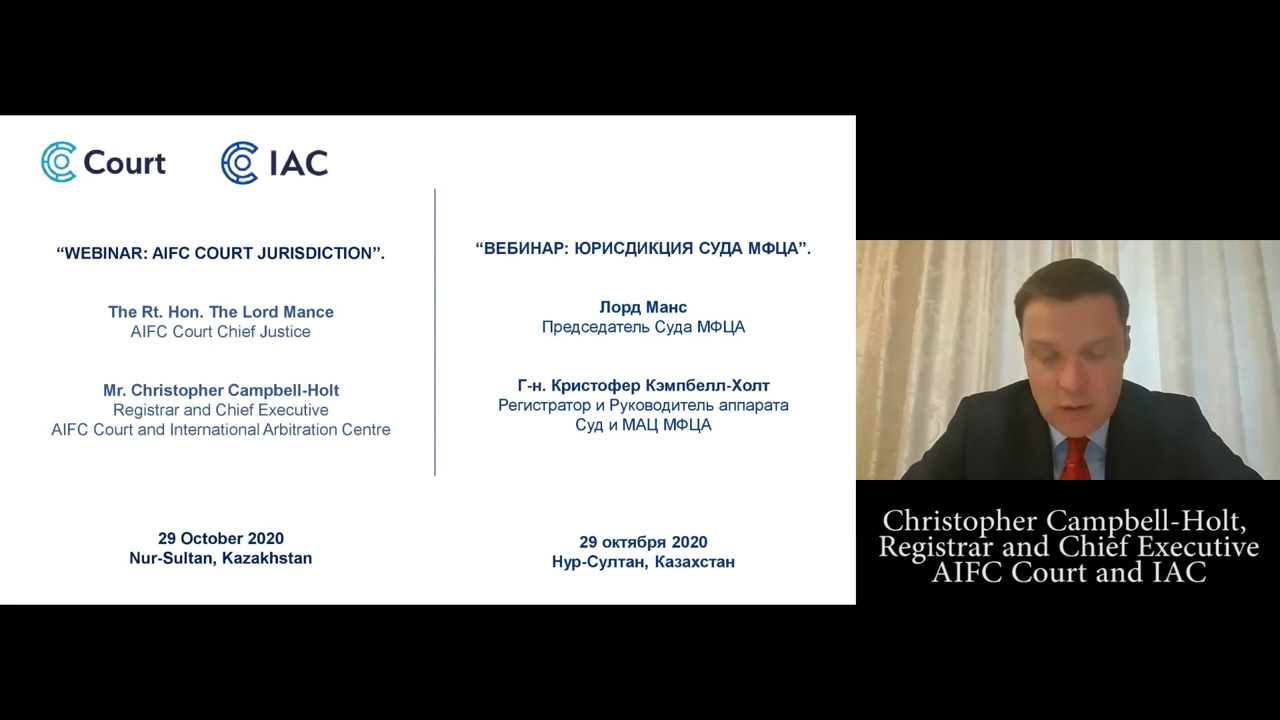 Court
IAC
“WEBINAR: AIFC COURT JURISDICTION”.
The Rt. Hon. The Lord Mance
AIFC Court Chief Justice
Mr. Christopher Campbell-Holt
Registrar and Chief Executive
AIFC Court and International Arbitration Centre
29 October 2020
Nur-Sultan, Kazakhstan
“ВЕБИНАР: ЮРИСДИКЦИЯ СУДА МФЦА”.
Лорд Манс
Председатель Суда МФЦА
Г-н. Кристофер Кэмпбелл-Холт
Регистратор и Руководитель аппарата
Суд и МАЦ МФЦА
29 октября 2020
Нур-Султан, Казахстан
Christopher Campbell-Holt,
Registrar and Chief Executive
AIFC Court and IAC